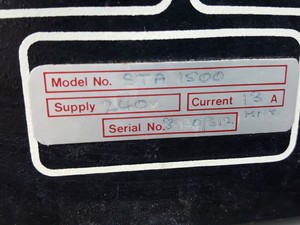 Model No. STA 1500
Supply 240v Current 13 A
Serial No.